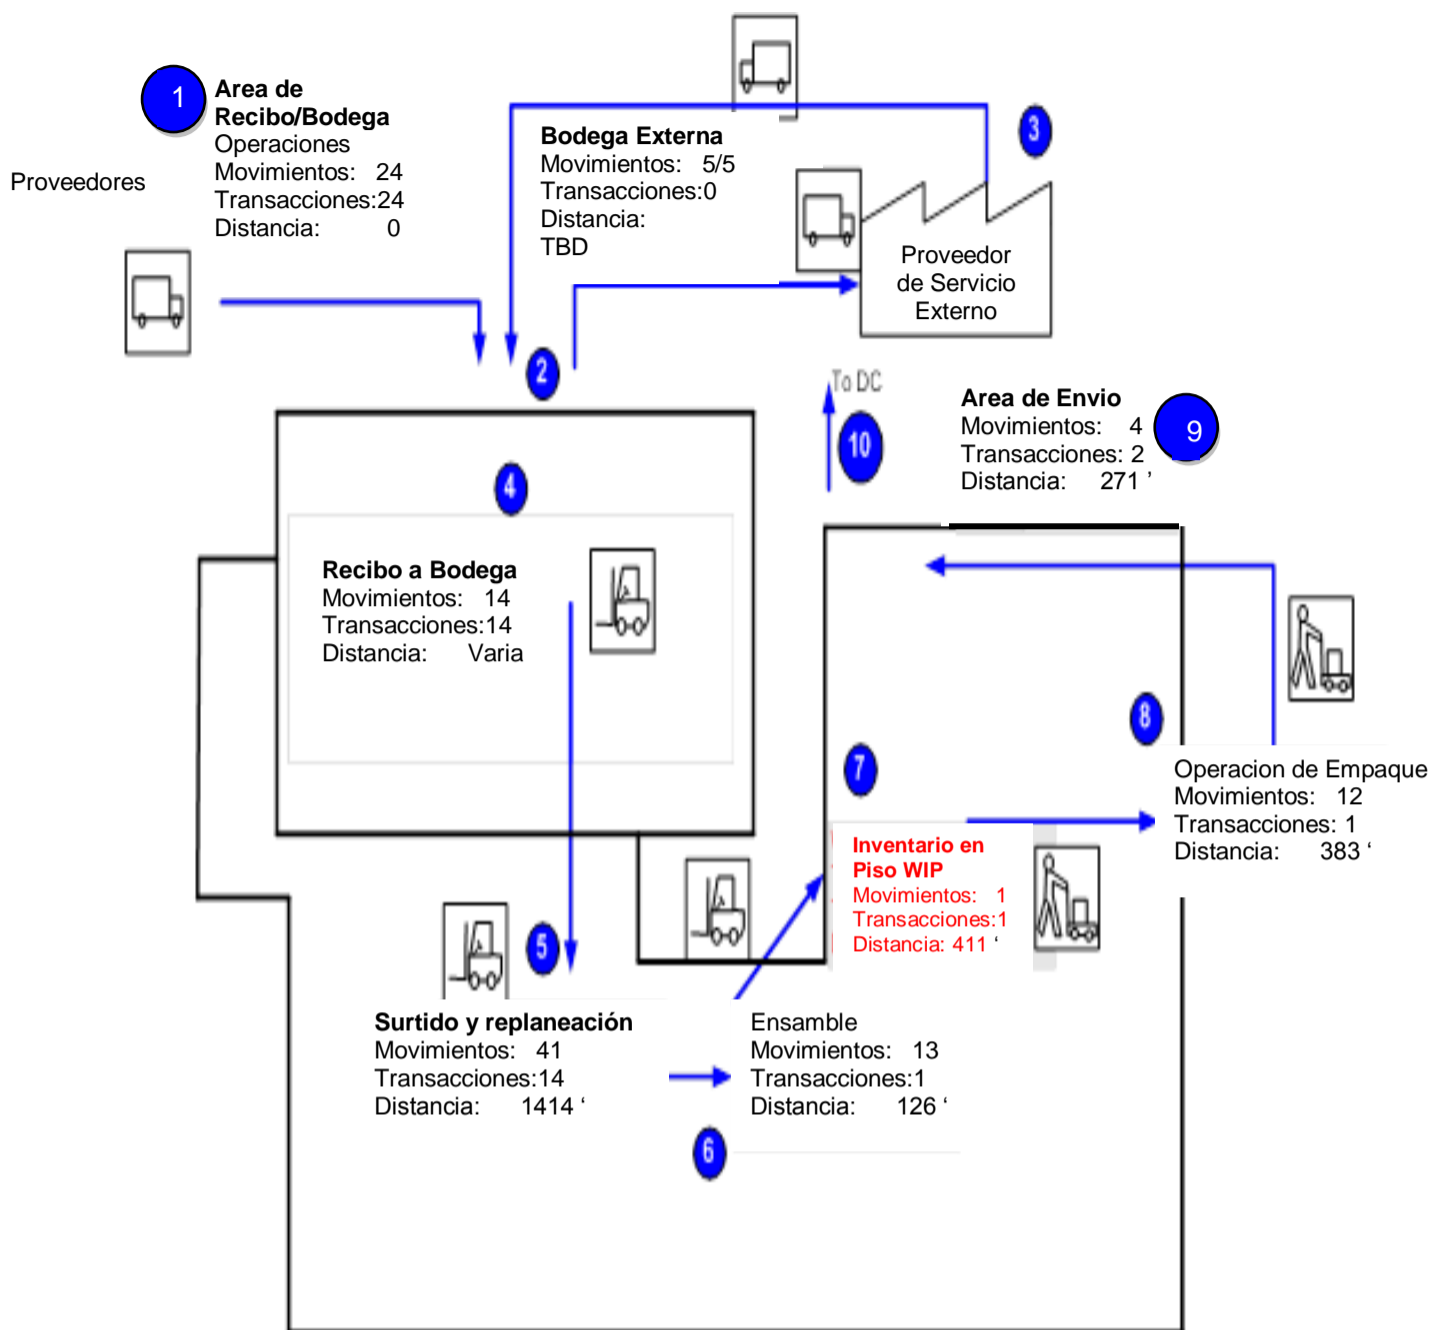 1
Area de
Recibo/Bodega
Operaciones
Movimientos: 24
Transacciones:24
Distancia: 0
Proveedores
Bodega Externa
Movimientos: 5/5
Transacciones:0
Distancia:
TBD
3
Proveedor
de Servicio
Externo
2
To DC
10
Area de Envio
Movimientos: 4
Transacciones: 2
Distancia: 271 ’
9
4
Recibo a Bodega
Movimientos: 14
Transacciones:14
Distancia: Varia
8
7
Operacion de Empaque
Movimientos: 12
Transacciones: 1
Distancia: 383 ‘
Inventario en
Piso WIP
Movimientos: 1
Transacciones:1
Distancia: 411 ‘
5
Surtido y replaneación
Movimientos: 41
Transacciones:14
Distancia: 1414 ‘
Ensamble
Movimientos: 13
Transacciones:1
Distancia: 126 ‘
6